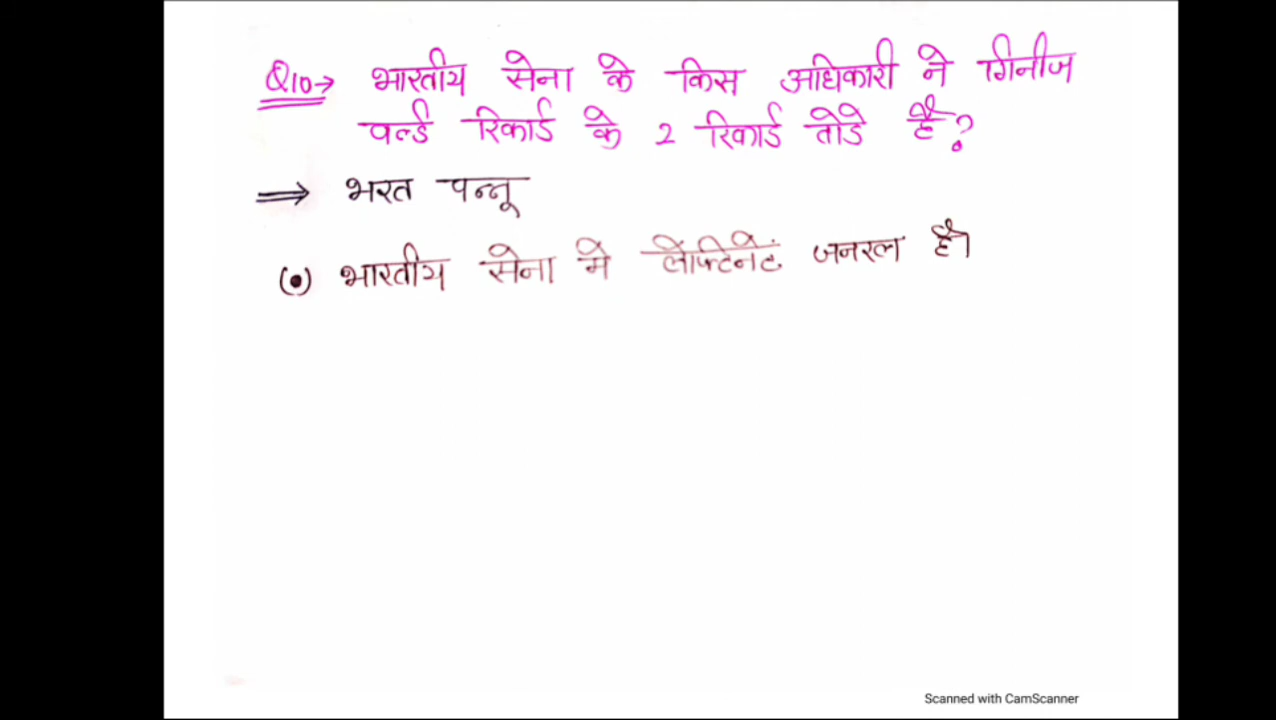 Q10→ भारतीय सेना के किस अधिकारी ने गिनीज
वर्ल्ड रिकार्ड के 2 रिकार्ड तोडे है?
⇒ भरत पन्नू
(•) भारतीय सेना मे लेफ्टिनेंट जनरल है।
Scanned with CamScanner